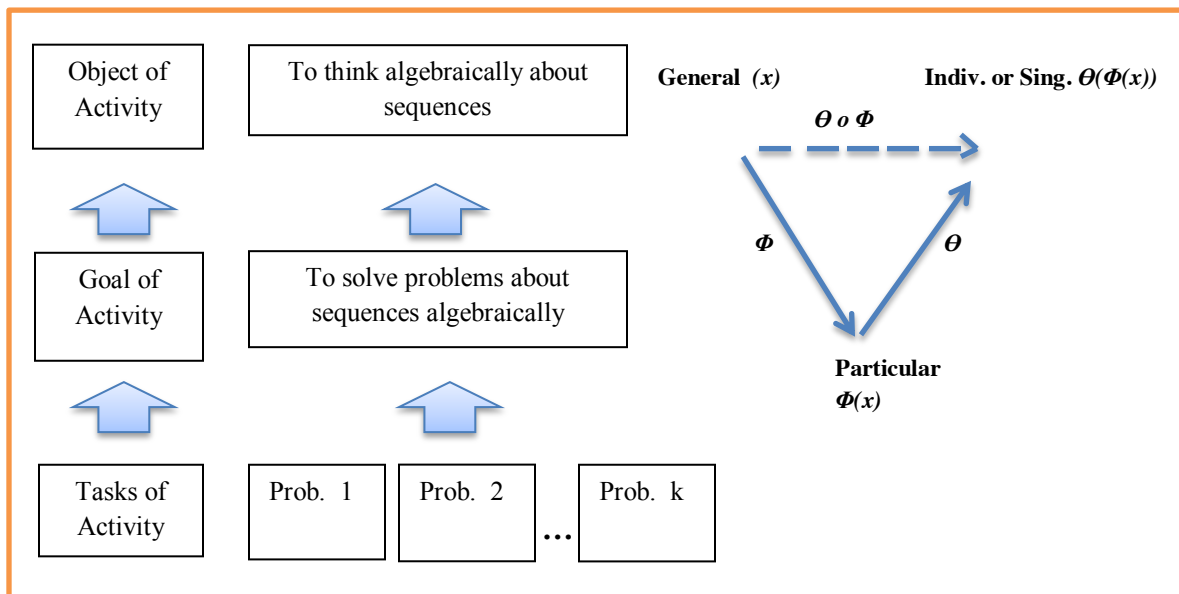 Object of
Activity
To think algebraically about
sequences
General (x)
Indiv. or Sing. Θ(Φ(x))
Θ o Φ
Φ
Θ
Goal of
Activity
To solve problems about
sequences algebraically
Particular
Φ(x)
Tasks of
Activity
Prob. 1
Prob. 2
...
Prob. k